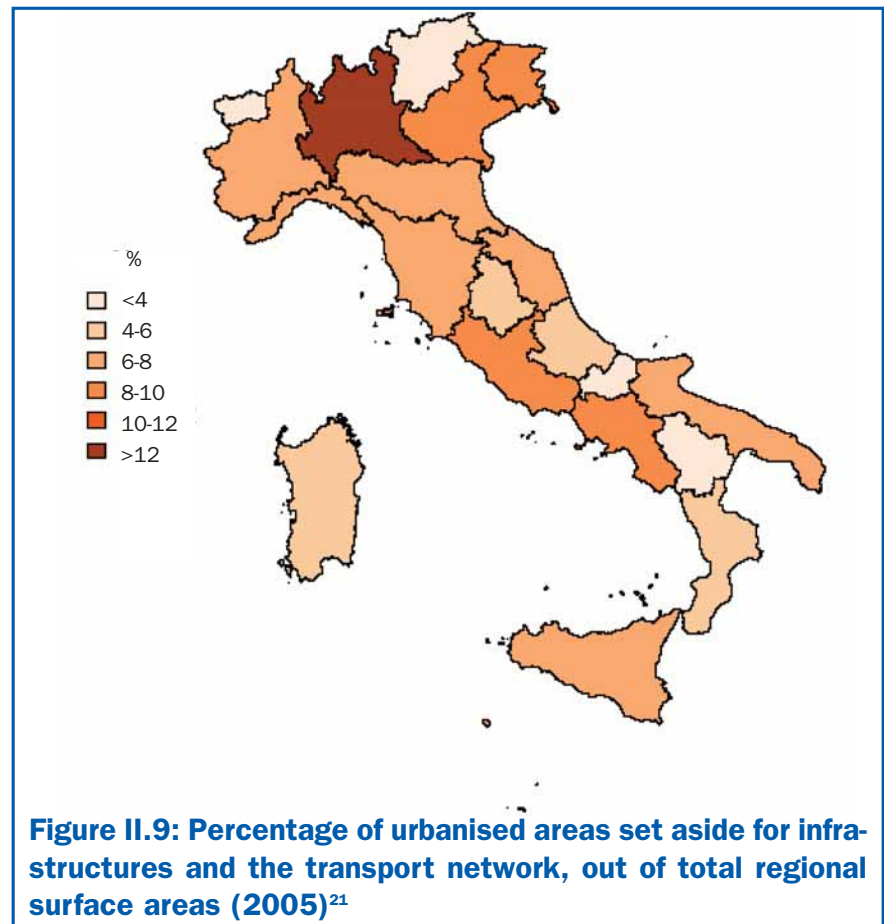 %
<4
4-6
6-8
8-10
10-12
>12
Figure II.9: Percentage of urbanised areas set aside for infra-
structures and the transport network, out of total regional
surface areas (2005)²¹